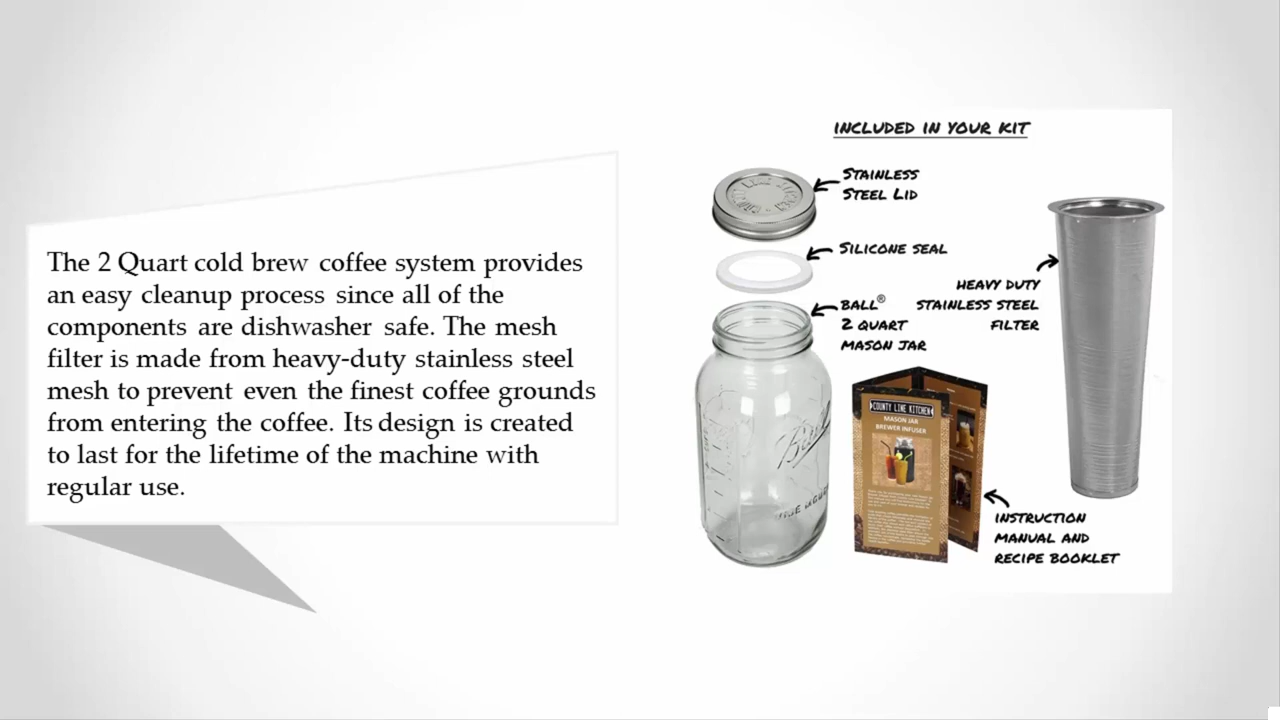 The 2 Quart cold brew coffee system provides
an easy cleanup process since all of the
components are dishwasher safe. The mesh
filter is made from heavy-duty stainless steel
mesh to prevent even the finest coffee grounds
from entering the coffee. Its design is created
to last for the lifetime of the machine with
regular use.
INCLUDED IN YOUR KIT
STAINLESS
STEEL LID
SILICONE SEAL
BALL®
2 QUART
MASON JAR
HEAVY DUTY
STAINLESS STEEL
FILTER
Ball
COUNTY LINE KITCHEN
MASON JAR
BREWER INFUSER
INSTRUCTION
MANUAL AND
RECIPE BOOKLET